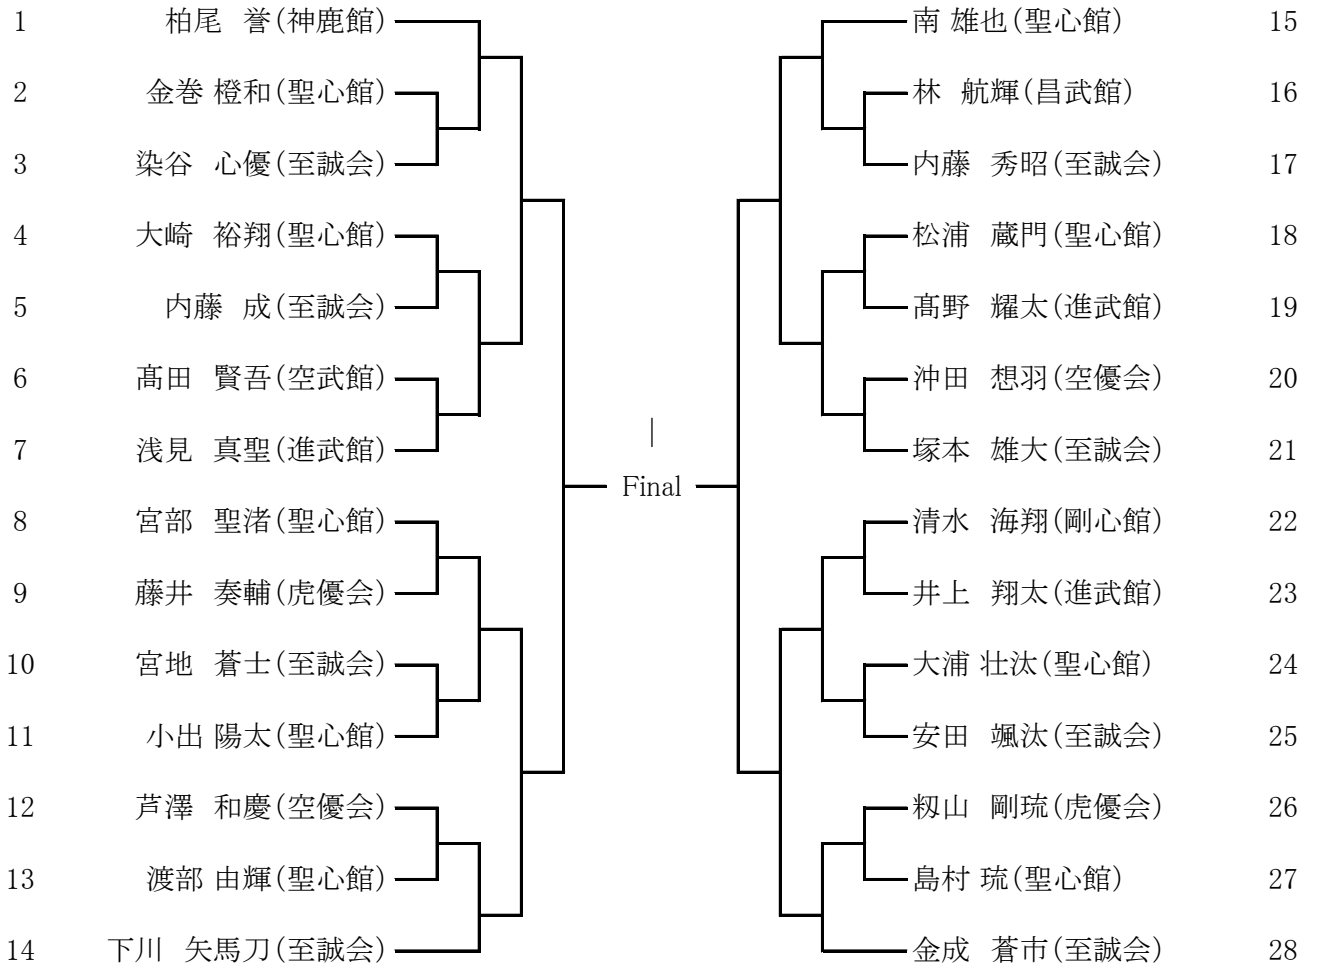 1 柏尾 誉(神鹿館) 南 雄也(聖心館) 15
2 金巻 橙和(聖心館) 林 航輝(昌武館) 16
3 染谷 心優(至誠会) 内藤 秀昭(至誠会) 17
4 大崎 裕翔(聖心館) 松浦 蔵門(聖心館) 18
5 内藤 成(至誠会) 髙野 耀太(進武館) 19
6 髙田 賢吾(空武館) 沖田 想羽(空優会) 20
7 浅見 真聖(進武館) 塚本 雄大(至誠会) 21
Final
8 宮部 聖渚(聖心館) 清水 海翔(剛心館) 22
9 藤井 奏輔(虎優会) 井上 翔太(進武館) 23
10 宮地 蒼士(至誠会) 大浦 壮汰(聖心館) 24
11 小出 陽太(聖心館) 安田 颯汰(至誠会) 25
12 芦澤 和慶(空優会) 籾山 剛琉(虎優会) 26
13 渡部 由輝(聖心館) 島村 琉(聖心館) 27
14 下川 矢馬刀(至誠会) 金成 蒼市(至誠会) 28